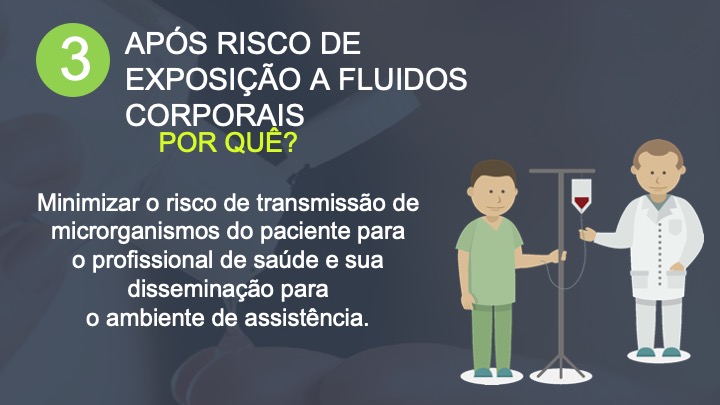 3
APÓS RISCO DE
EXPOSIÇÃO A FLUIDOS
CORPORAIS
POR QUÊ?
Minimizar o risco de transmissão de
microrganismos do paciente para
o profissional de saúde e sua
disseminação para
o ambiente de assistência.